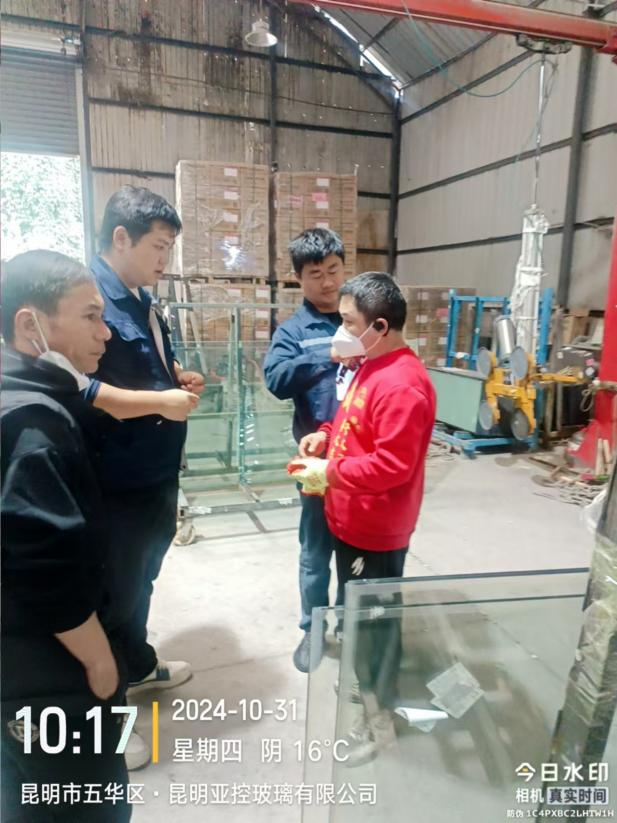 10:17
2024-10-31
星期四 阴 16°C
昆明市五华区·昆明亚控玻璃有限公司
今日水印
相机 真实时间
防伪 1C4PXBC2LHTW1H